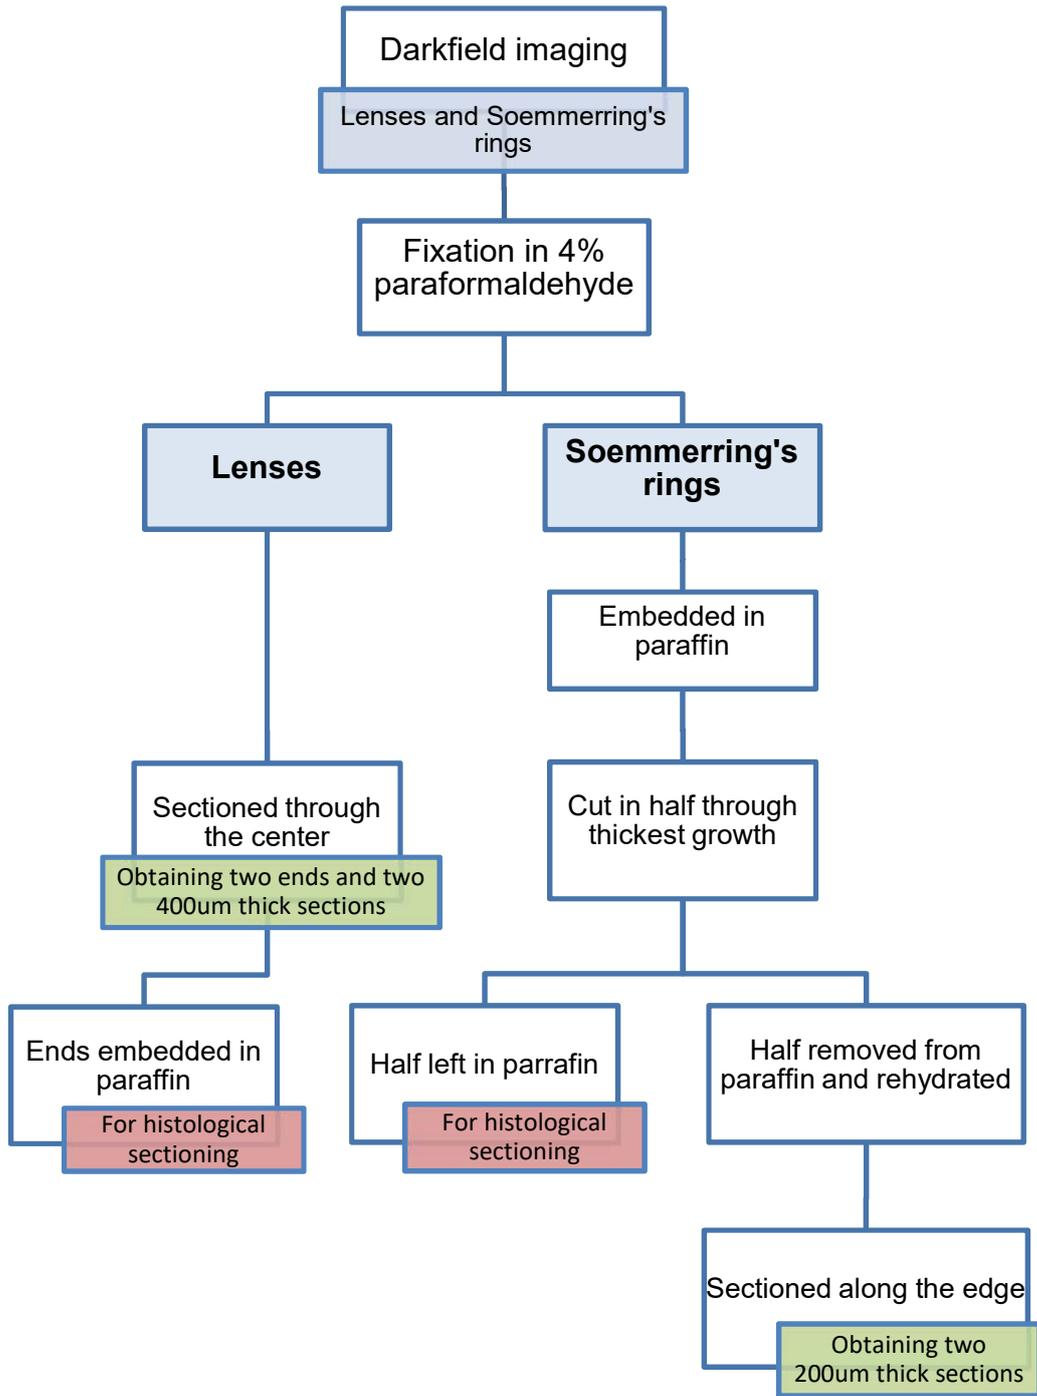 Darkfield imaging
Lenses and Soemmerring's
rings
Fixation in 4%
paraformaldehyde
Lenses
Soemmerring's
rings
Embedded in
paraffin
Sectioned through
the center
Obtaining two ends and two
400um thick sections
Cut in half through
thickest growth
Ends embedded in
paraffin
For histological
sectioning
Half left in parrafin
For histological
sectioning
Half removed from
paraffin and rehydrated
Sectioned along the edge
Obtaining two
200um thick sections